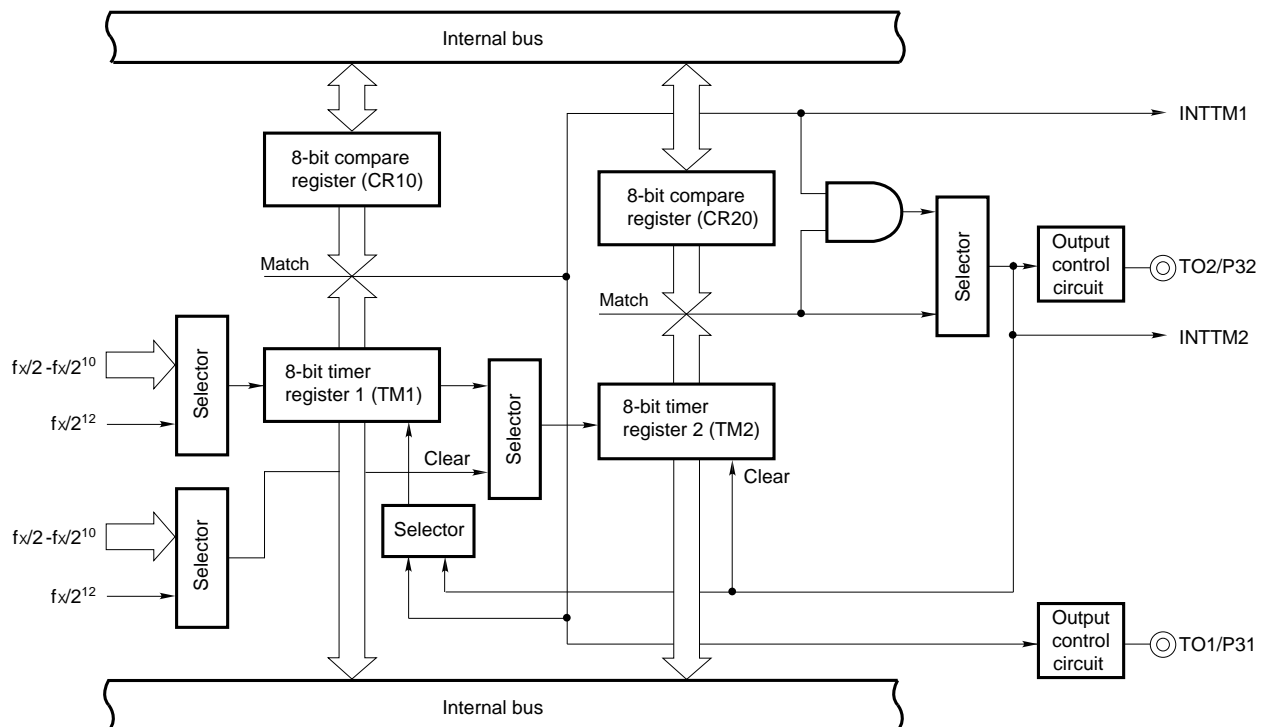 Internal bus
INTTM1
8-bit compare
register (CR10)
8-bit compare
register (CR20)
Match
Match
Selector
Output
control
circuit
TO2/P32
INTTM2
fx/2 -fx/2¹⁰
fx/2¹²
Selector
8-bit timer
register 1 (TM1)
Selector
8-bit timer
register 2 (TM2)
Clear
Clear
fx/2 -fx/2¹⁰
fx/2¹²
Selector
Selector
Output
control
circuit
TO1/P31
Internal bus